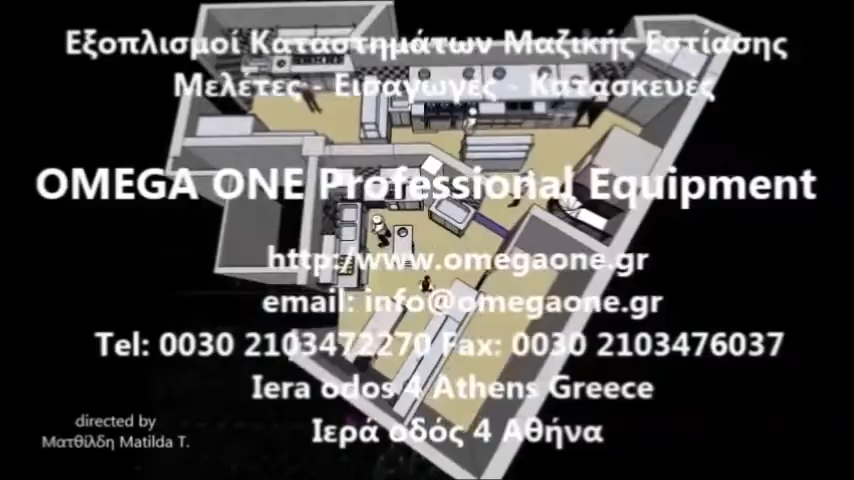 Εξοπλισμοί Καταστημάτων Μαζικής Εστίασης
Μελέτες - Εισαγωγές - Κατασκευές
OMEGA ONE Professional Equipment
http:/www.omegaone.gr
email: info@omegaone.gr
Tel: 0030 2103472270 Fax: 0030 2103476037
Iera odos 4 Athens Greece
Ιερά οδός 4 Αθήνα
directed by
Ματθίλδη Matilda T.